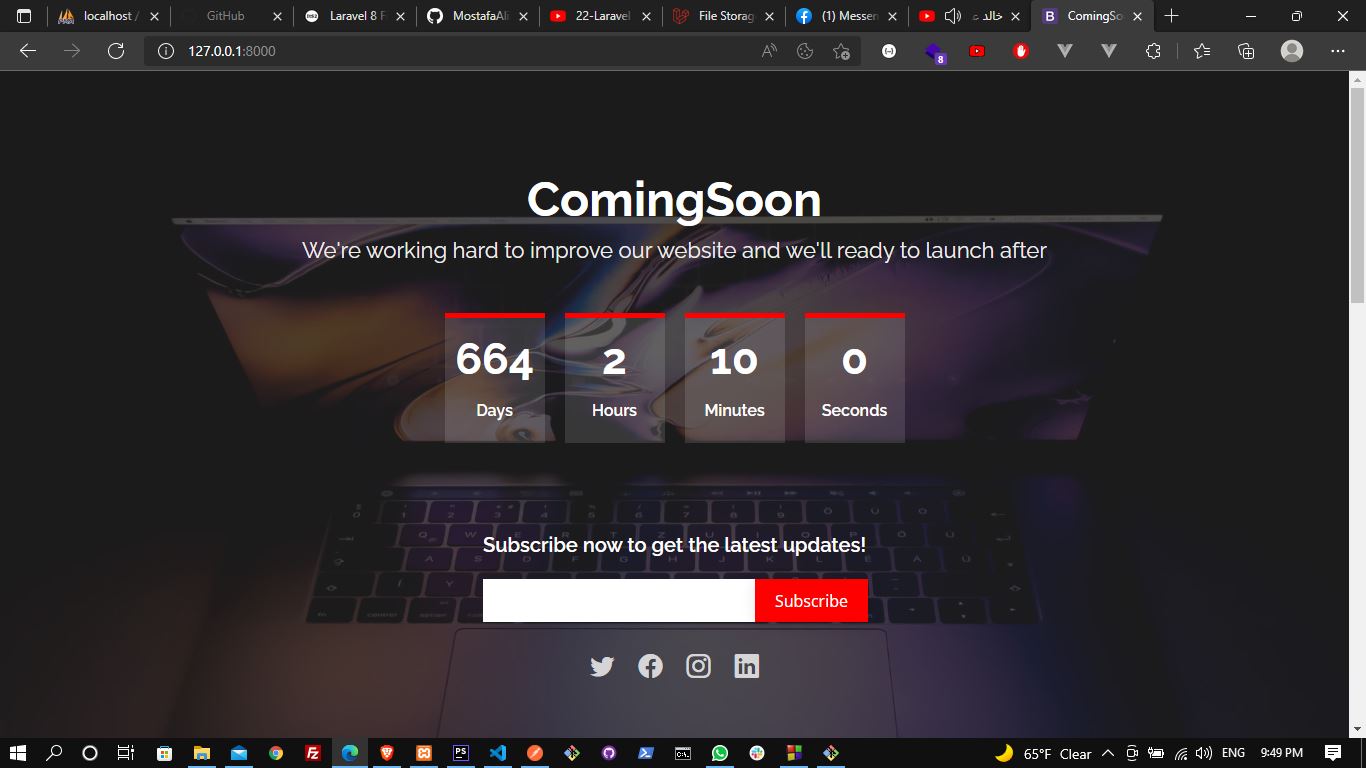 localhost /
GitHub
Laravel 8 F
MostafaAli
22-Laravel
File Storag
(1) Messen
خالد ع
ComingSo
127.0.0.1:8000
8
ComingSoon
We're working hard to improve our website and we'll ready to launch after
664 2 10 0
Days Hours Minutes Seconds
Subscribe now to get the latest updates!
Subscribe
65°F Clear
ENG
9:49 PM